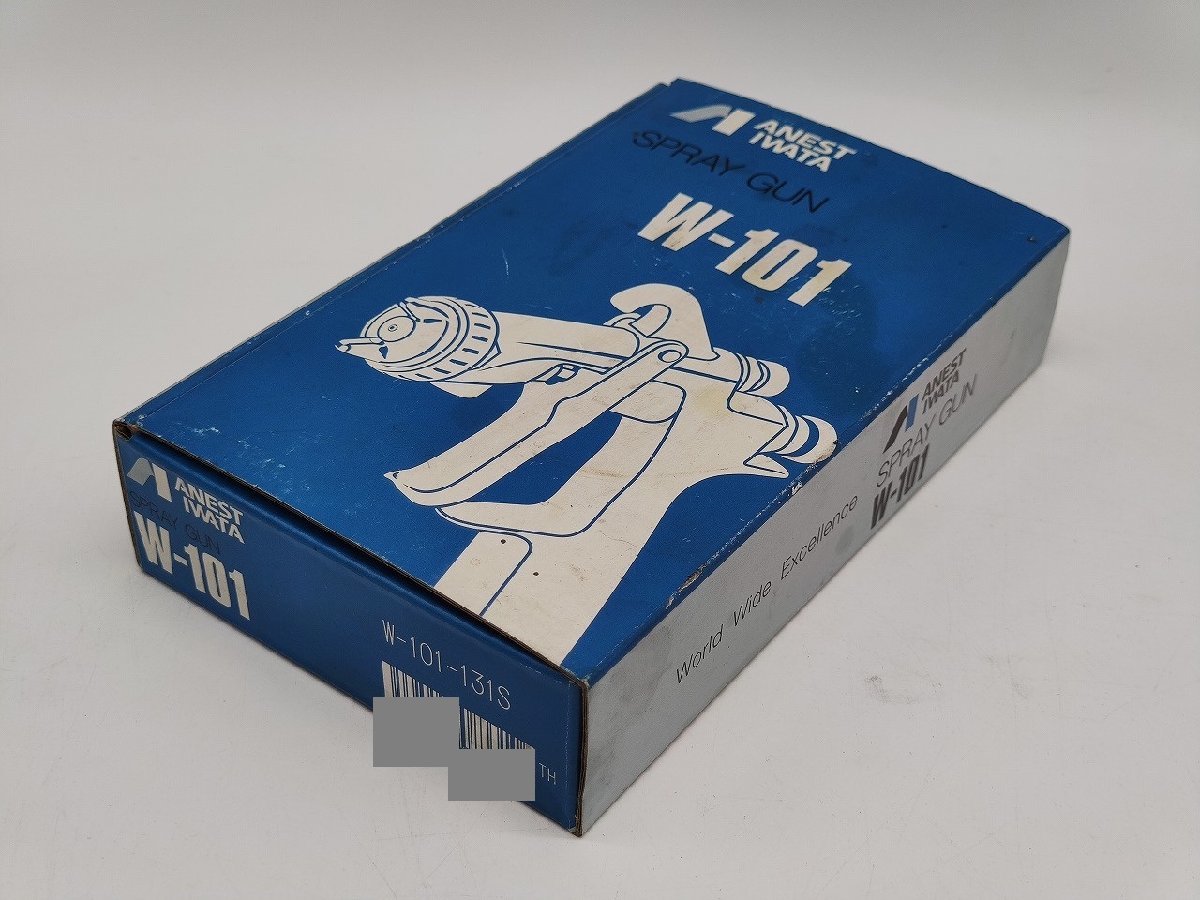 ANEST
IWATA
SPRAY GUN
W-101
ANEST
IWATA
SPRAY GUN
W-101
W-101-131S
TH
World Wide Excellence
ANEST
IWATA
SPRAY GUN
W-101